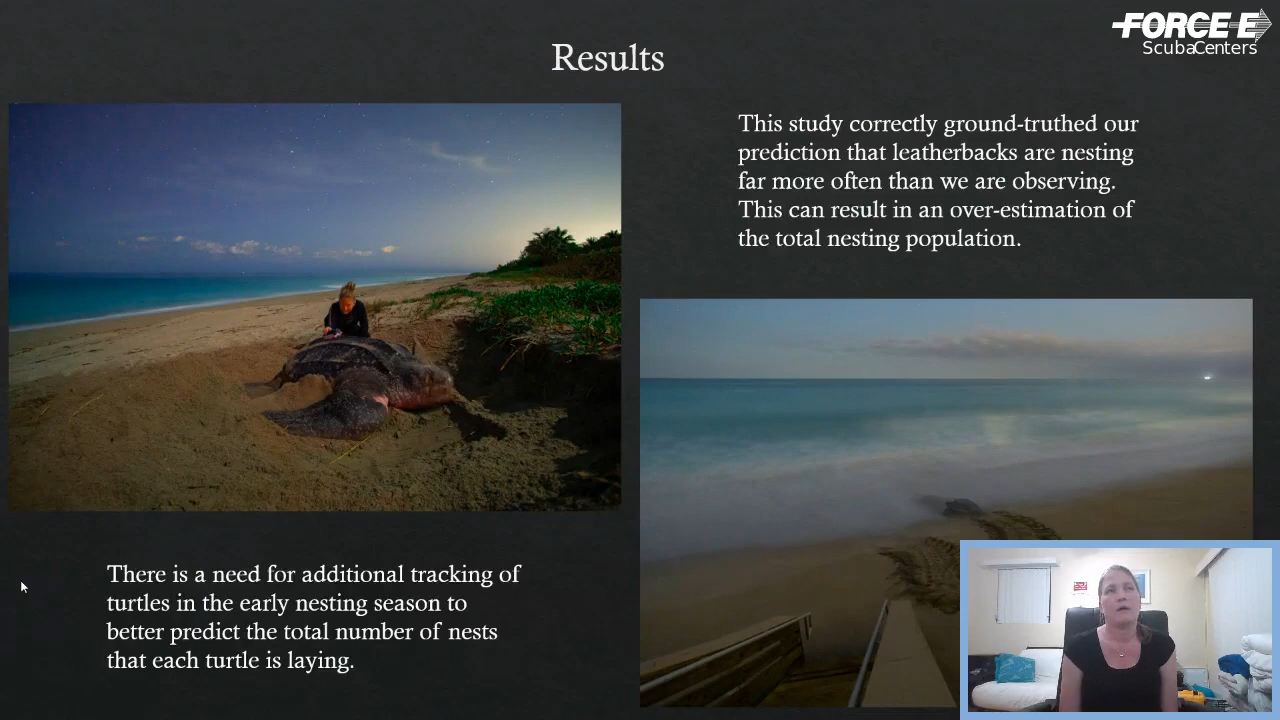 FORCE-E
ScubaCenters
Results
This study correctly ground-truthed our
prediction that leatherbacks are nesting
far more often than we are observing.
This can result in an over-estimation of
the total nesting population.
There is a need for additional tracking of
turtles in the early nesting season to
better predict the total number of nests
that each turtle is laying.